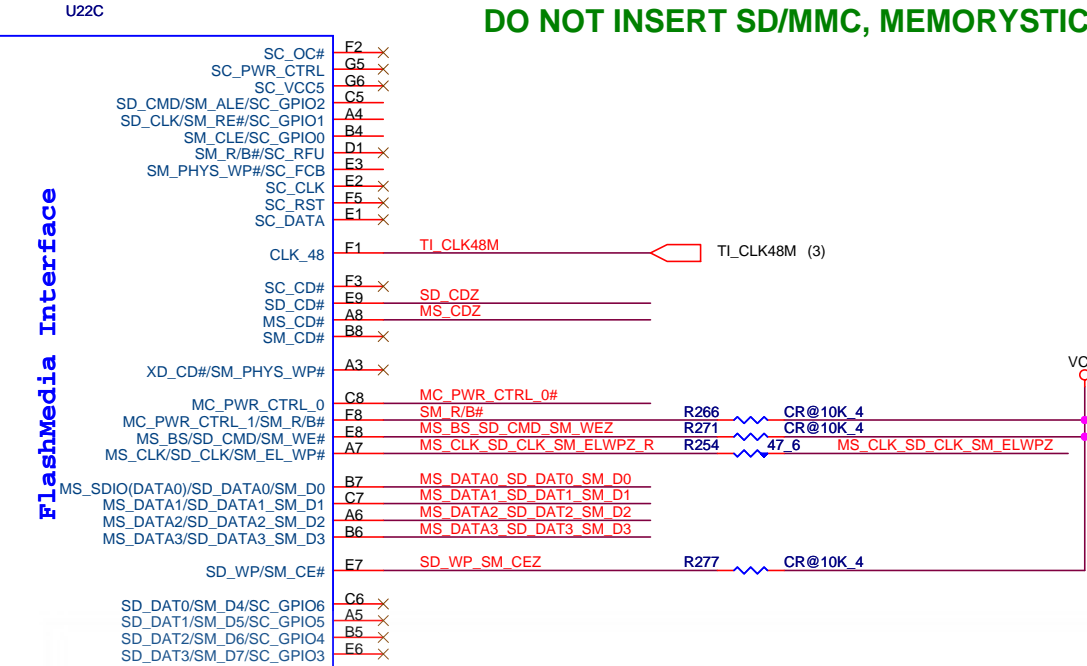 U22C
DO NOT INSERT SD/MMC, MEMORYSTIC
FlashMedia Interface
SC_OC# F2
SC_PWR_CTRL G5
SC_VCC5 G6
SD_CMD/SM_ALE/SC_GPIO2 C5
SD_CLK/SM_RE#/SC_GPIO1 A4
SM_CLE/SC_GPIO0 B4
SM_R/B#/SC_RFU D1
SM_PHYS_WP#/SC_FCB E3
SC_CLK E2
SC_RST F5
SC_DATA E1
CLK_48 F1 TI_CLK48M TI_CLK48M (3)
SC_CD# F3
SD_CD# E9 SD_CDZ
MS_CD# A8 MS_CDZ
SM_CD# B8
XD_CD#/SM_PHYS_WP# A3
VC
MC_PWR_CTRL_0 C8 MC_PWR_CTRL_0#
MC_PWR_CTRL_1/SM_R/B# F8 SM_R/B# R266 CR@10K_4
MS_BS/SD_CMD/SM_WE# E8 MS_BS_SD_CMD_SM_WEZ R271 CR@10K_4
MS_CLK/SD_CLK/SM_EL_WP# A7 MS_CLK_SD_CLK_SM_ELWPZ_R R254 47_6 MS_CLK_SD_CLK_SM_ELWPZ
MS_SDIO(DATA0)/SD_DATA0/SM_D0 B7 MS_DATA0_SD_DAT0_SM_D0
MS_DATA1/SD_DATA1_SM_D1 C7 MS_DATA1_SD_DAT1_SM_D1
MS_DATA2/SD_DATA2_SM_D2 A6 MS_DATA2_SD_DAT2_SM_D2
MS_DATA3/SD_DATA3_SM_D3 B6 MS_DATA3_SD_DAT3_SM_D3
SD_WP/SM_CE# E7 SD_WP_SM_CEZ R277 CR@10K_4
SD_DAT0/SM_D4/SC_GPIO6 C6
SD_DAT1/SM_D5/SC_GPIO5 A5
SD_DAT2/SM_D6/SC_GPIO4 B5
SD_DAT3/SM_D7/SC_GPIO3 E6